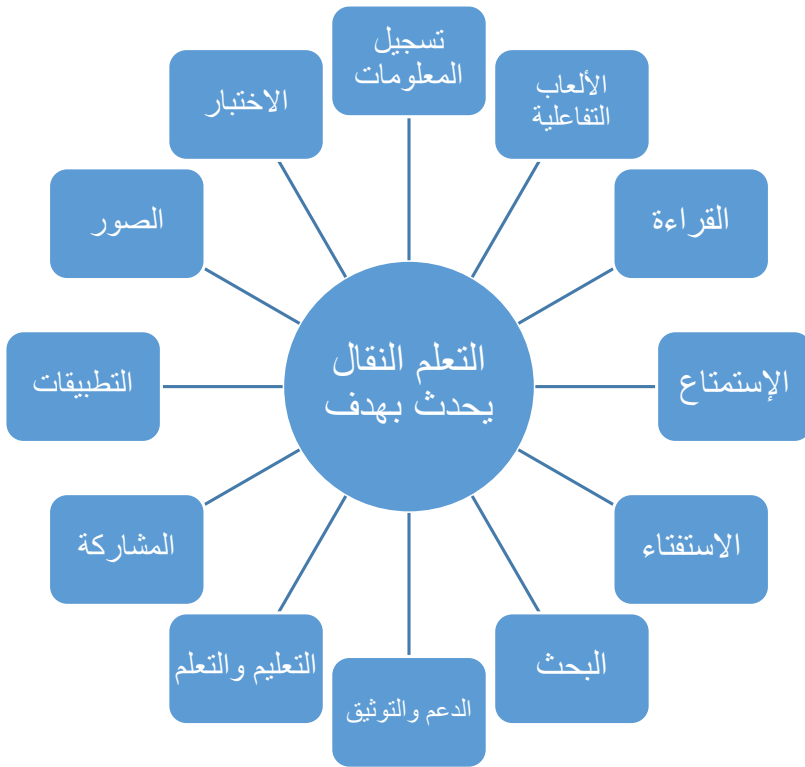 التعلم النقال
يحدث بهدف
تسجيل
المعلومات
الألعاب
التفاعلية
القراءة
الإستمتاع
الاستفتاء
البحث
الدعم والتوثيق
التعليم والتعلم
المشاركة
التطبيقات
الصور
الاختبار